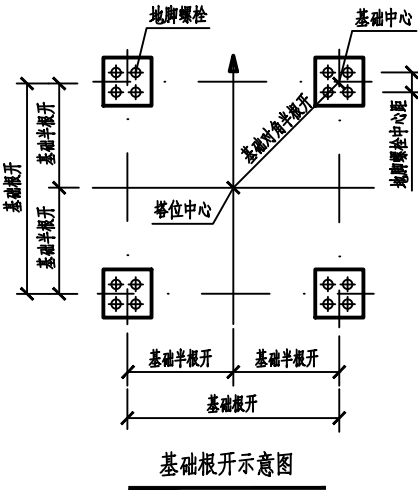 地脚螺栓
基础中心
基础半根开
基础根开
基础对角半根开
地脚螺栓中心距
基础半根开
塔位中心
基础半根开
基础半根开
基础根开
基础根开示意图